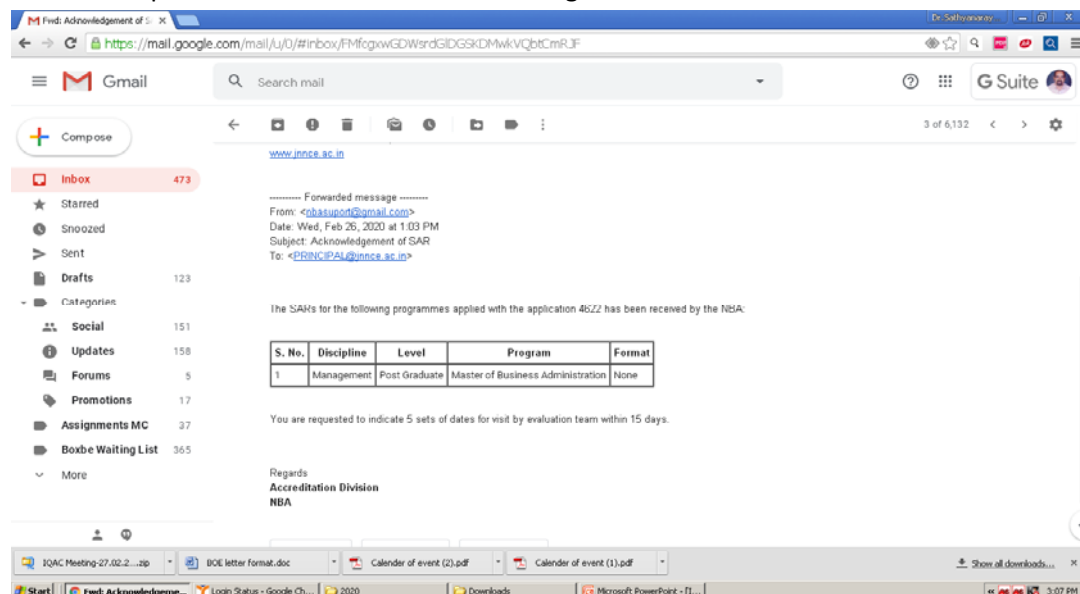 Fwd: Acknowledgement of S
Dr. Sathyanaray
https://mail.google.com/mail/u/0/#inbox/FMfcgxwGDWsrdGlDGSKDMwkVQbtCmRJF
Gmail
Search mail
G Suite
Compose
3 of 6,132
www.jnnce.ac.in
Inbox 473
Starred
Snoozed
Sent
Drafts 123
Categories
Social 151
Updates 158
Forums 5
Promotions 17
Assignments MC 37
Boxbe Waiting List 365
More
---------- Forwarded message ---------
From: <nbasuport@gmail.com>
Date: Wed, Feb 26, 2020 at 1:03 PM
Subject: Acknowledgement of SAR
To: <PRINCIPAL@jnnce.ac.in>
The SARs for the following programmes applied with the application 4622 has been received by the NBA:
S. No. Discipline Level Program Format
1 Management Post Graduate Master of Business Administration None
You are requested to indicate 5 sets of dates for visit by evaluation team within 15 days.
Regards
Accreditation Division
NBA
IQAC Meeting-27.02.2....zip
BOE letter format.doc
Calender of event (2).pdf
Calender of event (1).pdf
Show all downloads...
Start
Fwd: Acknowledgeme...
Login Status - Google Ch...
2020
Downloads
Microsoft PowerPoint - [1...
3:07 PM